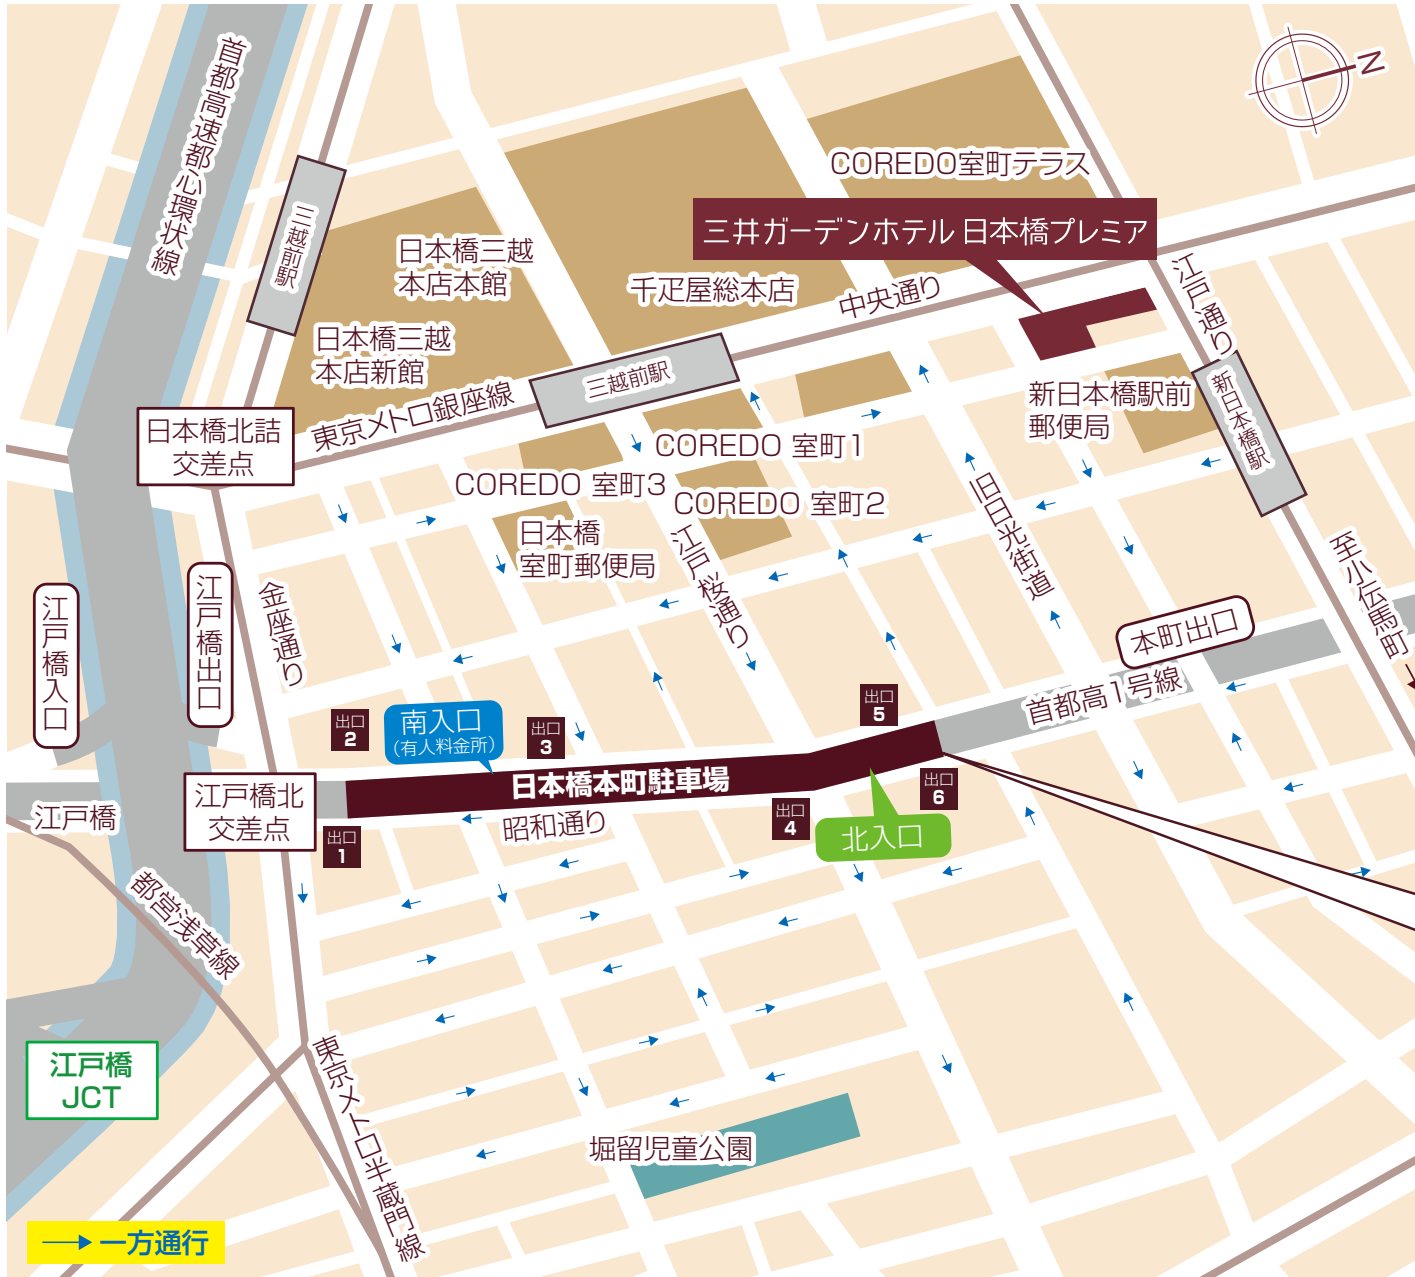 首都高速都心環状線
N
COREDO室町テラス
三井ガーデンホテル 日本橋プレミア
三越前駅
日本橋三越
本店本館
千疋屋総本店
中央通り
江戸通り
日本橋三越
本店新館
三越前駅
東京メトロ銀座線
新日本橋駅前
郵便局
新日本橋駅
日本橋北詰
交差点
COREDO 室町1
COREDO 室町3
COREDO 室町2
日本橋
室町郵便局
江戸桜通り
旧日光街道
至小伝馬町
江戸橋入口
江戸橋出口
金座通り
本町出口
首都高1号線
出口
2
南入口
(有人料金所)
出口
3
出口
5
日本橋本町駐車場
出口
6
江戸橋北
交差点
江戸橋
昭和通り
出口
4
北入口
出口
1
都営浅草線
江戸橋
JCT
東京メトロ半蔵門線
堀留児童公園
一方通行